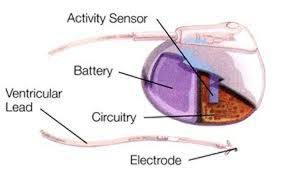 Activity Sensor
Battery
Ventricular
Lead
Circuitry
Electrode